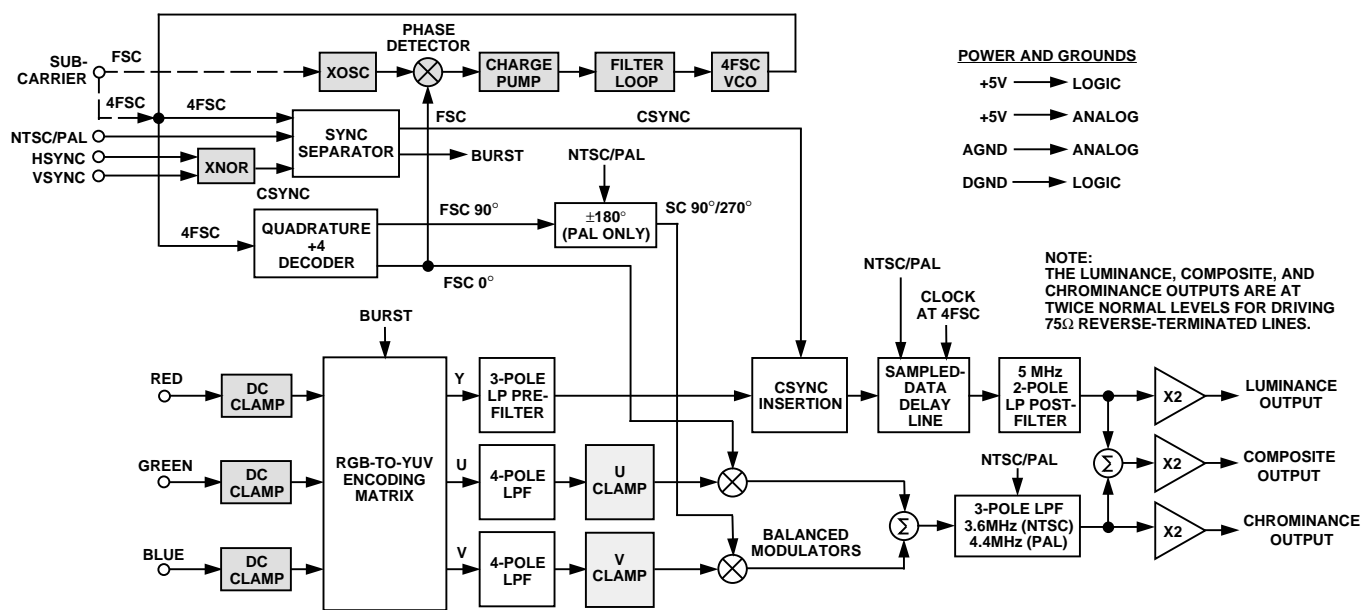 PHASE
DETECTOR
SUB-
CARRIER
FSC
XOSC
CHARGE
PUMP
FILTER
LOOP
4FSC
VCO
POWER AND GROUNDS
+5V
LOGIC
+5V
ANALOG
AGND
ANALOG
DGND
LOGIC
4FSC
4FSC
FSC
CSYNC
NTSC/PAL
HSYNC
VSYNC
XNOR
CSYNC
SYNC
SEPARATOR
BURST
NTSC/PAL
4FSC
QUADRATURE
+4
DECODER
FSC 90°
±180°
(PAL ONLY)
SC 90°/270°
FSC 0°
NTSC/PAL
CLOCK
AT 4FSC
NOTE:
THE LUMINANCE, COMPOSITE, AND
CHROMINANCE OUTPUTS ARE AT
TWICE NORMAL LEVELS FOR DRIVING
75Ω REVERSE-TERMINATED LINES.
BURST
RED
DC
CLAMP
GREEN
DC
CLAMP
BLUE
DC
CLAMP
RGB-TO-YUV
ENCODING
MATRIX
Y
3-POLE
LP PRE-
FILTER
CSYNC
INSERTION
SAMPLED-
DATA
DELAY
LINE
5 MHz
2-POLE
LP POST-
FILTER
X2
LUMINANCE
OUTPUT
U
4-POLE
LPF
U
CLAMP
NTSC/PAL
Σ
X2
COMPOSITE
OUTPUT
V
4-POLE
LPF
V
CLAMP
BALANCED
MODULATORS
Σ
3-POLE LPF
3.6MHz (NTSC)
4.4MHz (PAL)
X2
CHROMINANCE
OUTPUT